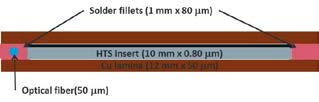 Solder fillets (1 mm x 80 µm)
HTS Insert (10 mm x 0.80 µm)
Cu lamina (12 mm x 50 µm)
Optical fiber(50 µm)